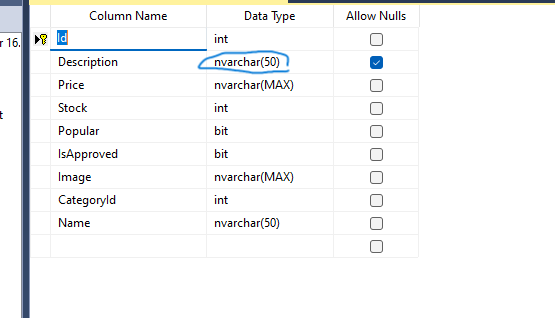 Column Name Data Type Allow Nulls
r 16.
Id int
Description nvarchar(50)
Price nvarchar(MAX)
Stock int
t
Popular bit
IsApproved bit
Image nvarchar(MAX)
CategoryId int
Name nvarchar(50)